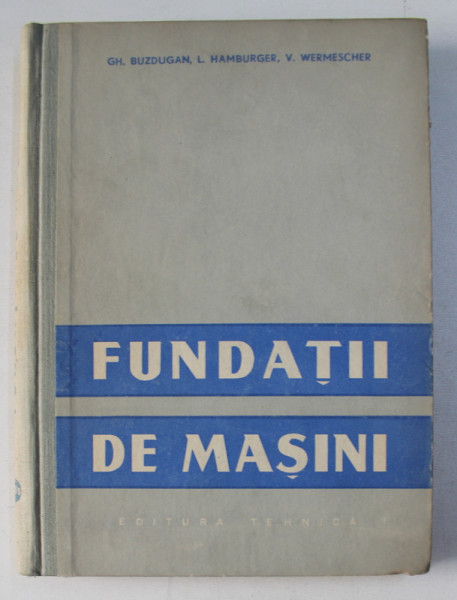 GH. BUZDUGAN, L. HAMBURGER, V. WERMESCHER
FUNDAȚII
DE MAȘINI
EDITURA TEHNICĂ